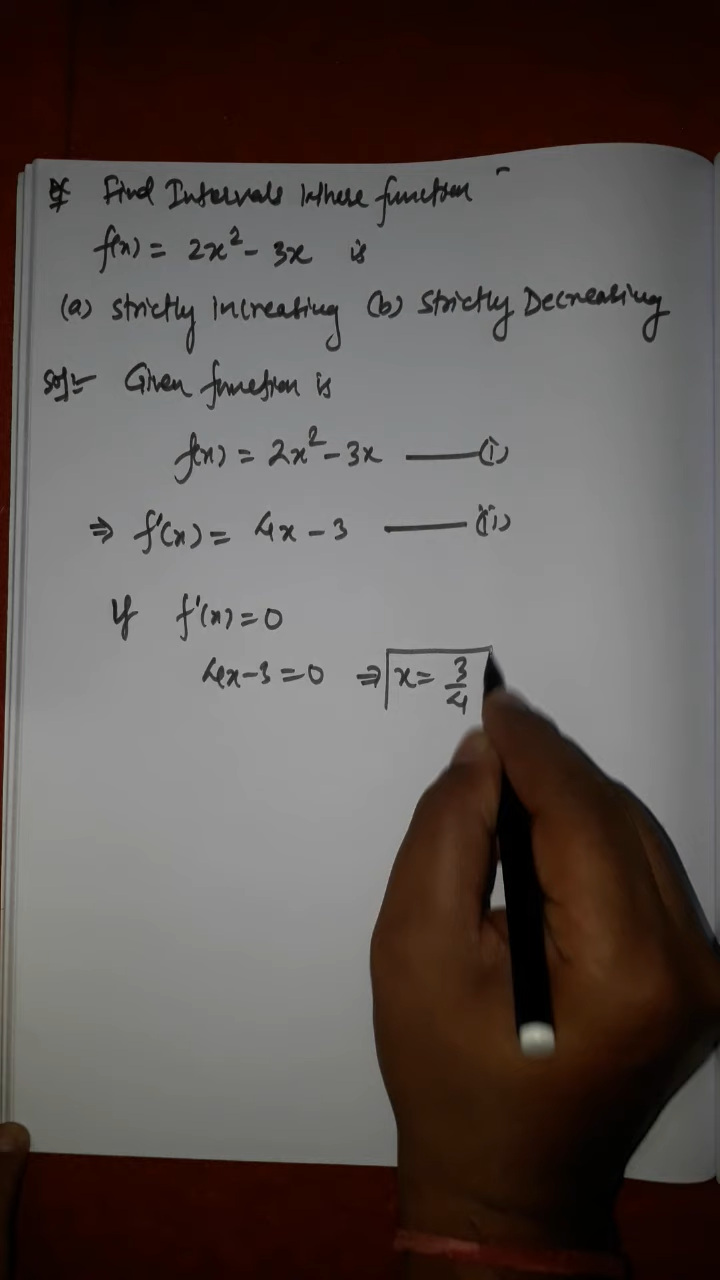 Q: Find Intervals Where function
f(x) = 2x² - 3x is
(a) strictly Increasing (b) Strictly Decreasing
Sol:- Given function is
f(x) = 2x² - 3x ——— (i)
⇒ f'(x) = 4x - 3 ——— (ii)
If f'(x) = 0
4x - 3 = 0 ⇒ x = 3/4